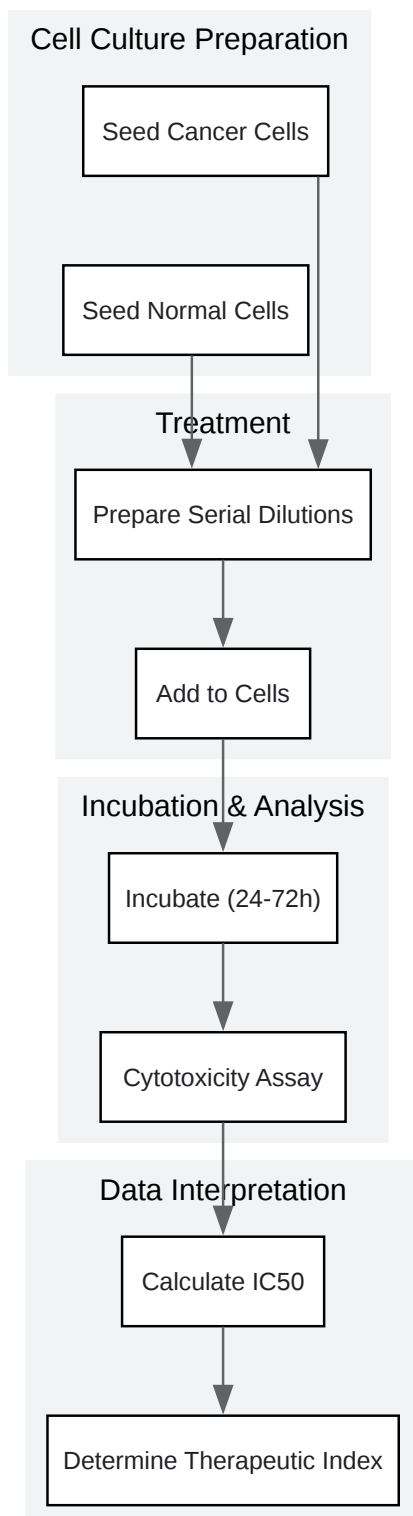 Cell Culture Preparation
Seed Cancer Cells
Seed Normal Cells
Treatment
Prepare Serial Dilutions
Add to Cells
Incubation & Analysis
Incubate (24-72h)
Cytotoxicity Assay
Data Interpretation
Calculate IC50
Determine Therapeutic Index